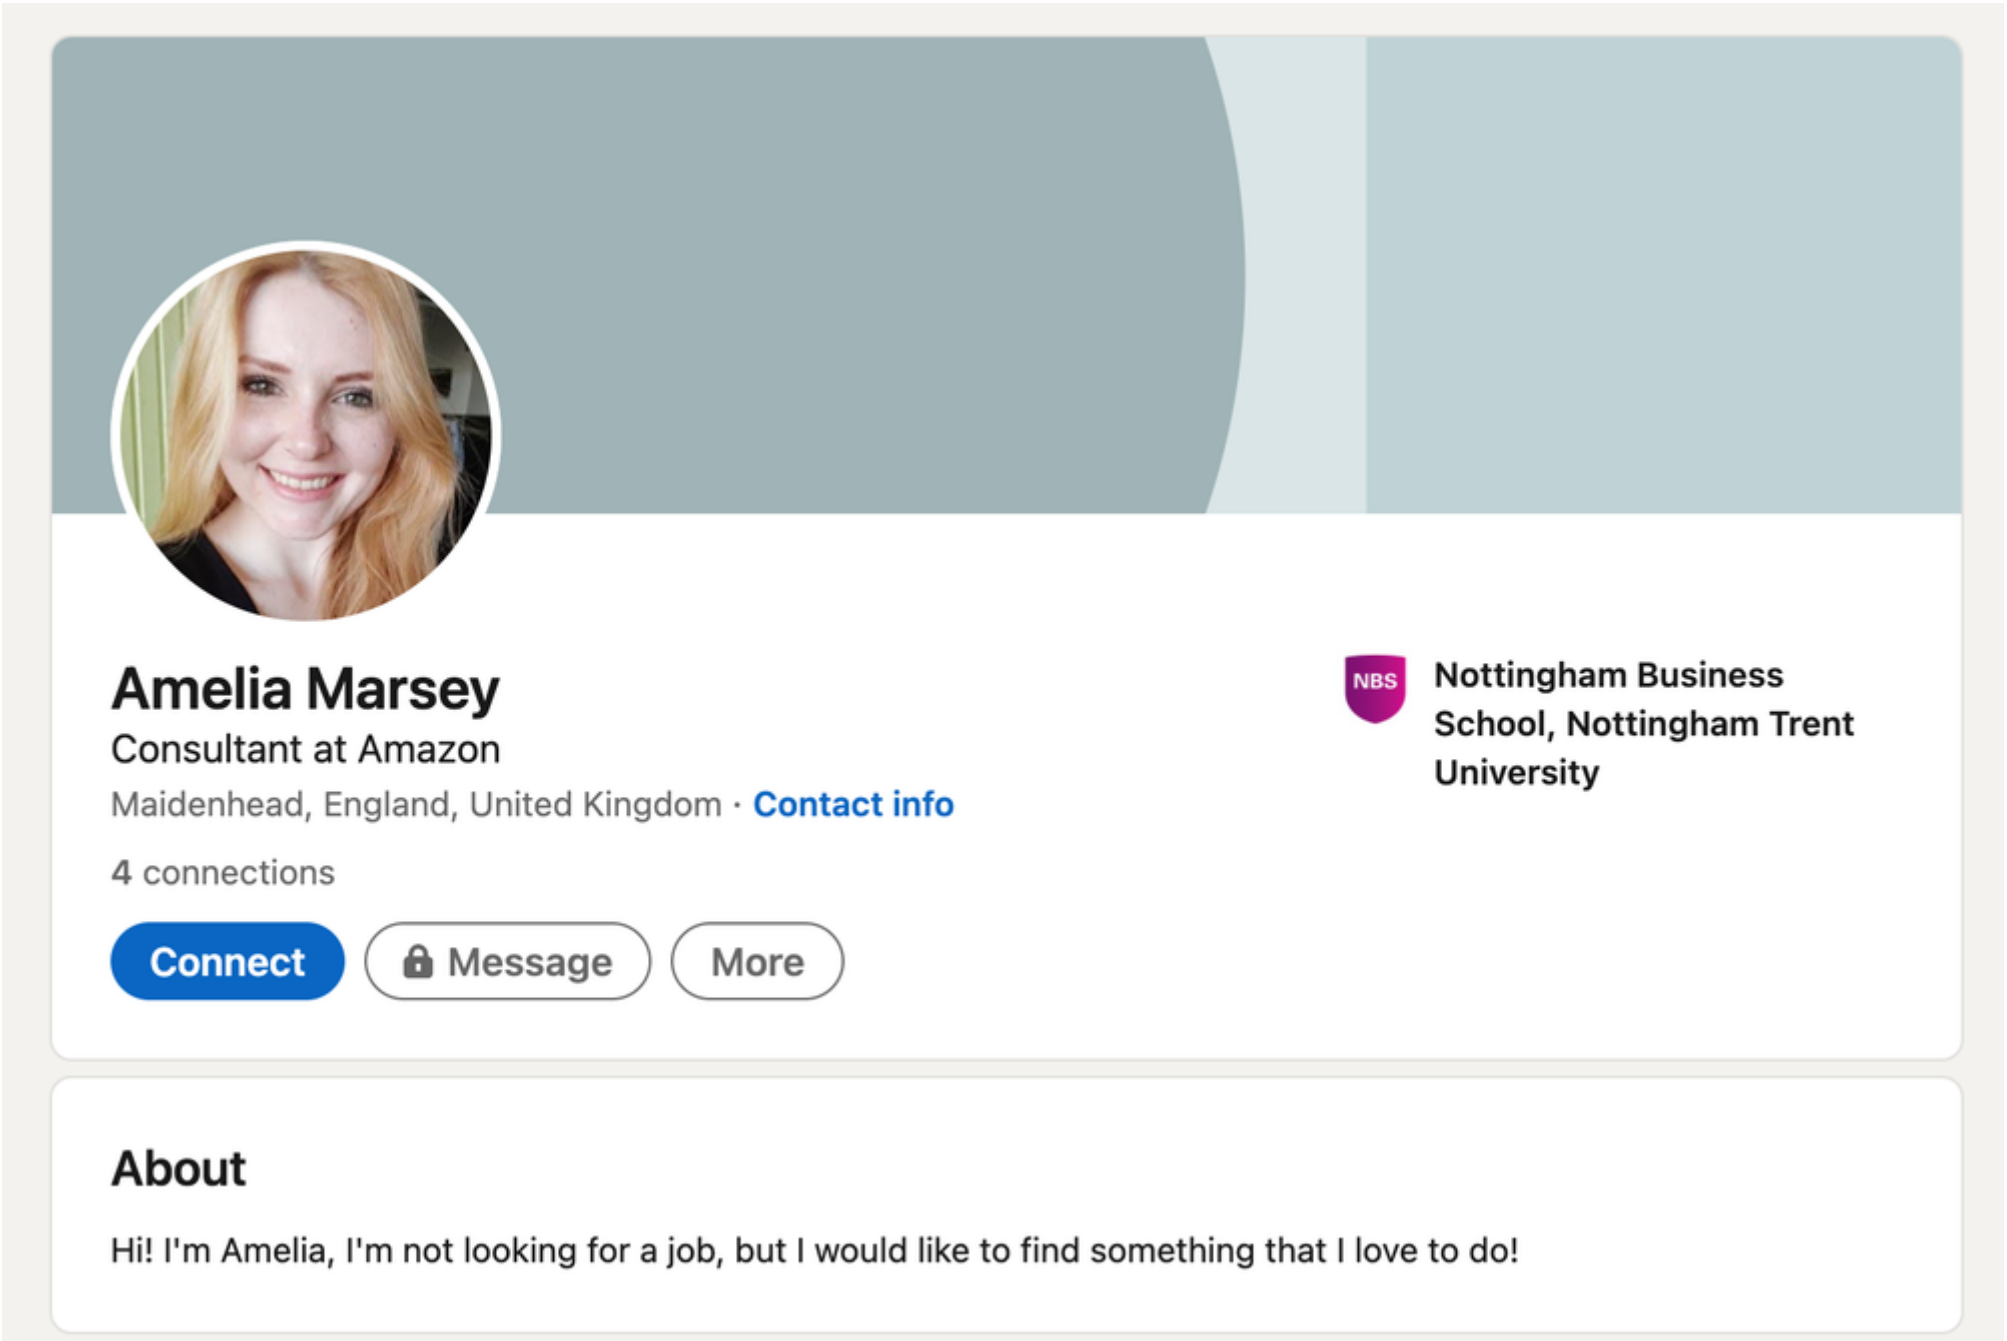 Amelia Marsey
Consultant at Amazon
Maidenhead, England, United Kingdom · Contact info
4 connections
Connect
Message
More
NBS
Nottingham Business
School, Nottingham Trent
University
About
Hi! I'm Amelia, I'm not looking for a job, but I would like to find something that I love to do!